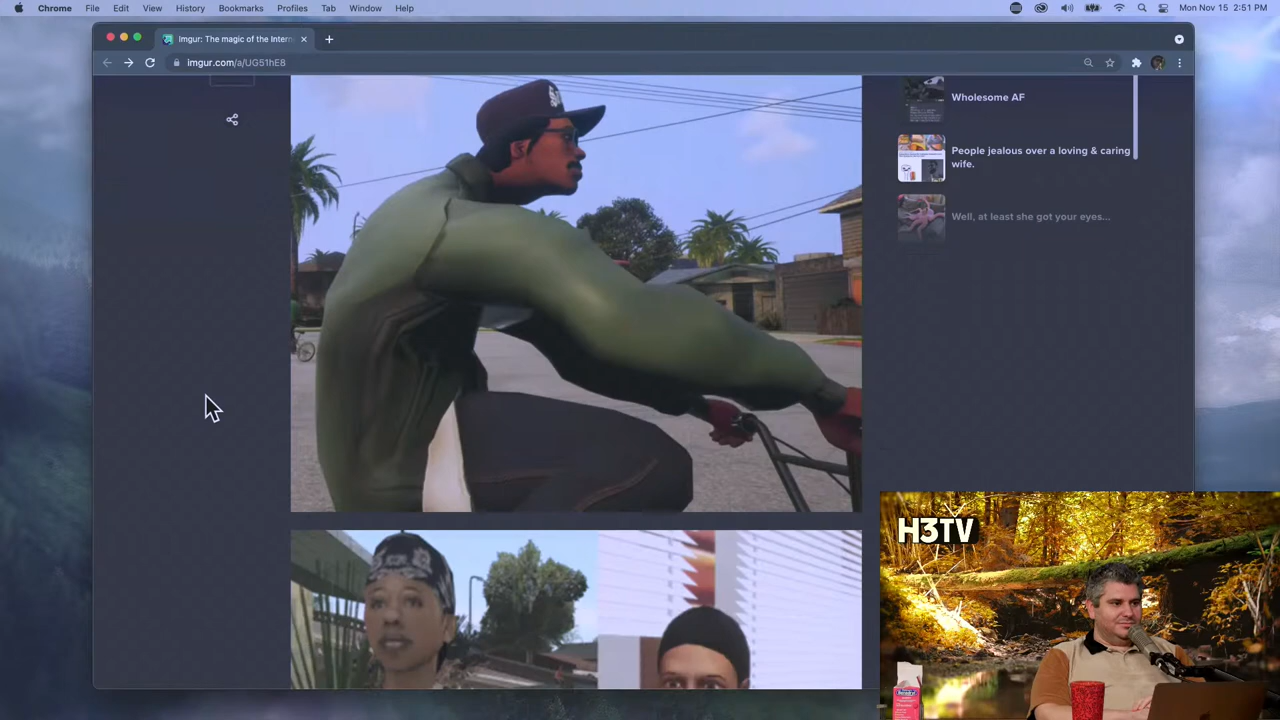 Chrome File Edit View History Bookmarks Profiles Tab Window Help
Mon Nov 15 2:51 PM
Imgur: The magic of the Intern
imgur.com/a/UG51hE8
Wholesome AF
People jealous over a loving & caring
wife.
Well, at least she got your eyes...
H3TV
Benadryl